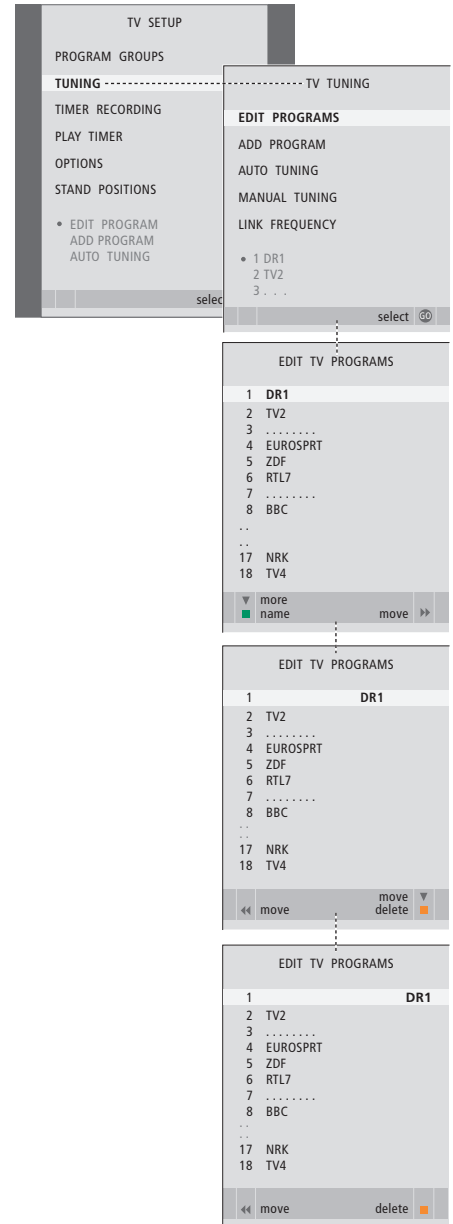 TV SETUP
PROGRAM GROUPS
TUNING
TIMER RECORDING
PLAY TIMER
OPTIONS
STAND POSITIONS
• EDIT PROGRAM
ADD PROGRAM
AUTO TUNING
selec
TV TUNING
EDIT PROGRAMS
ADD PROGRAM
AUTO TUNING
MANUAL TUNING
LINK FREQUENCY
• 1 DR1
2 TV2
3 . . .
select GO
EDIT TV PROGRAMS
1 DR1
2 TV2
3 ........
4 EUROSPRT
5 ZDF
6 RTL7
7 ........
8 BBC
..
..
17 NRK
18 TV4
▼ more
■ name move ▶▶
EDIT TV PROGRAMS
1 DR1
2 TV2
3 ........
4 EUROSPRT
5 ZDF
6 RTL7
7 ........
8 BBC
..
..
17 NRK
18 TV4
move ▼
◀◀ move delete ■
EDIT TV PROGRAMS
1 DR1
2 TV2
3 ........
4 EUROSPRT
5 ZDF
6 RTL7
7 ........
8 BBC
..
..
17 NRK
18 TV4
◀◀ move delete ■